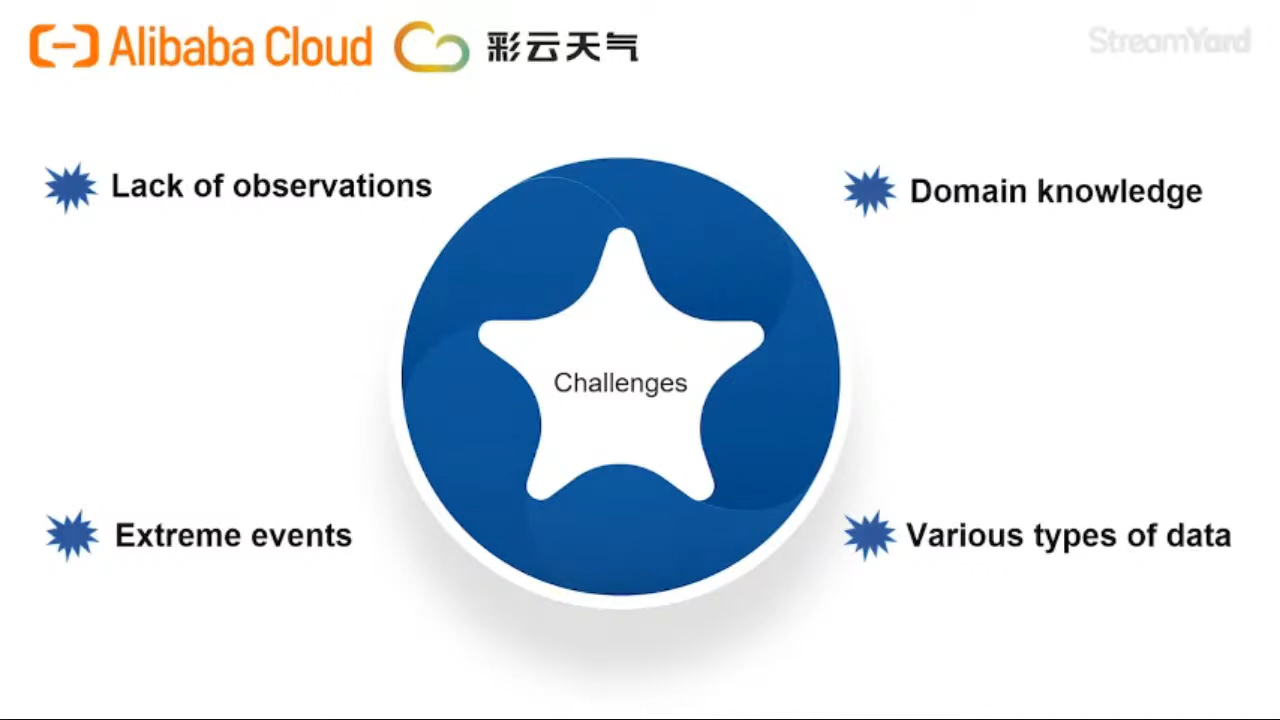 Alibaba Cloud 彩云天气 StreamYard
Lack of observations
Domain knowledge
Challenges
Extreme events
Various types of data